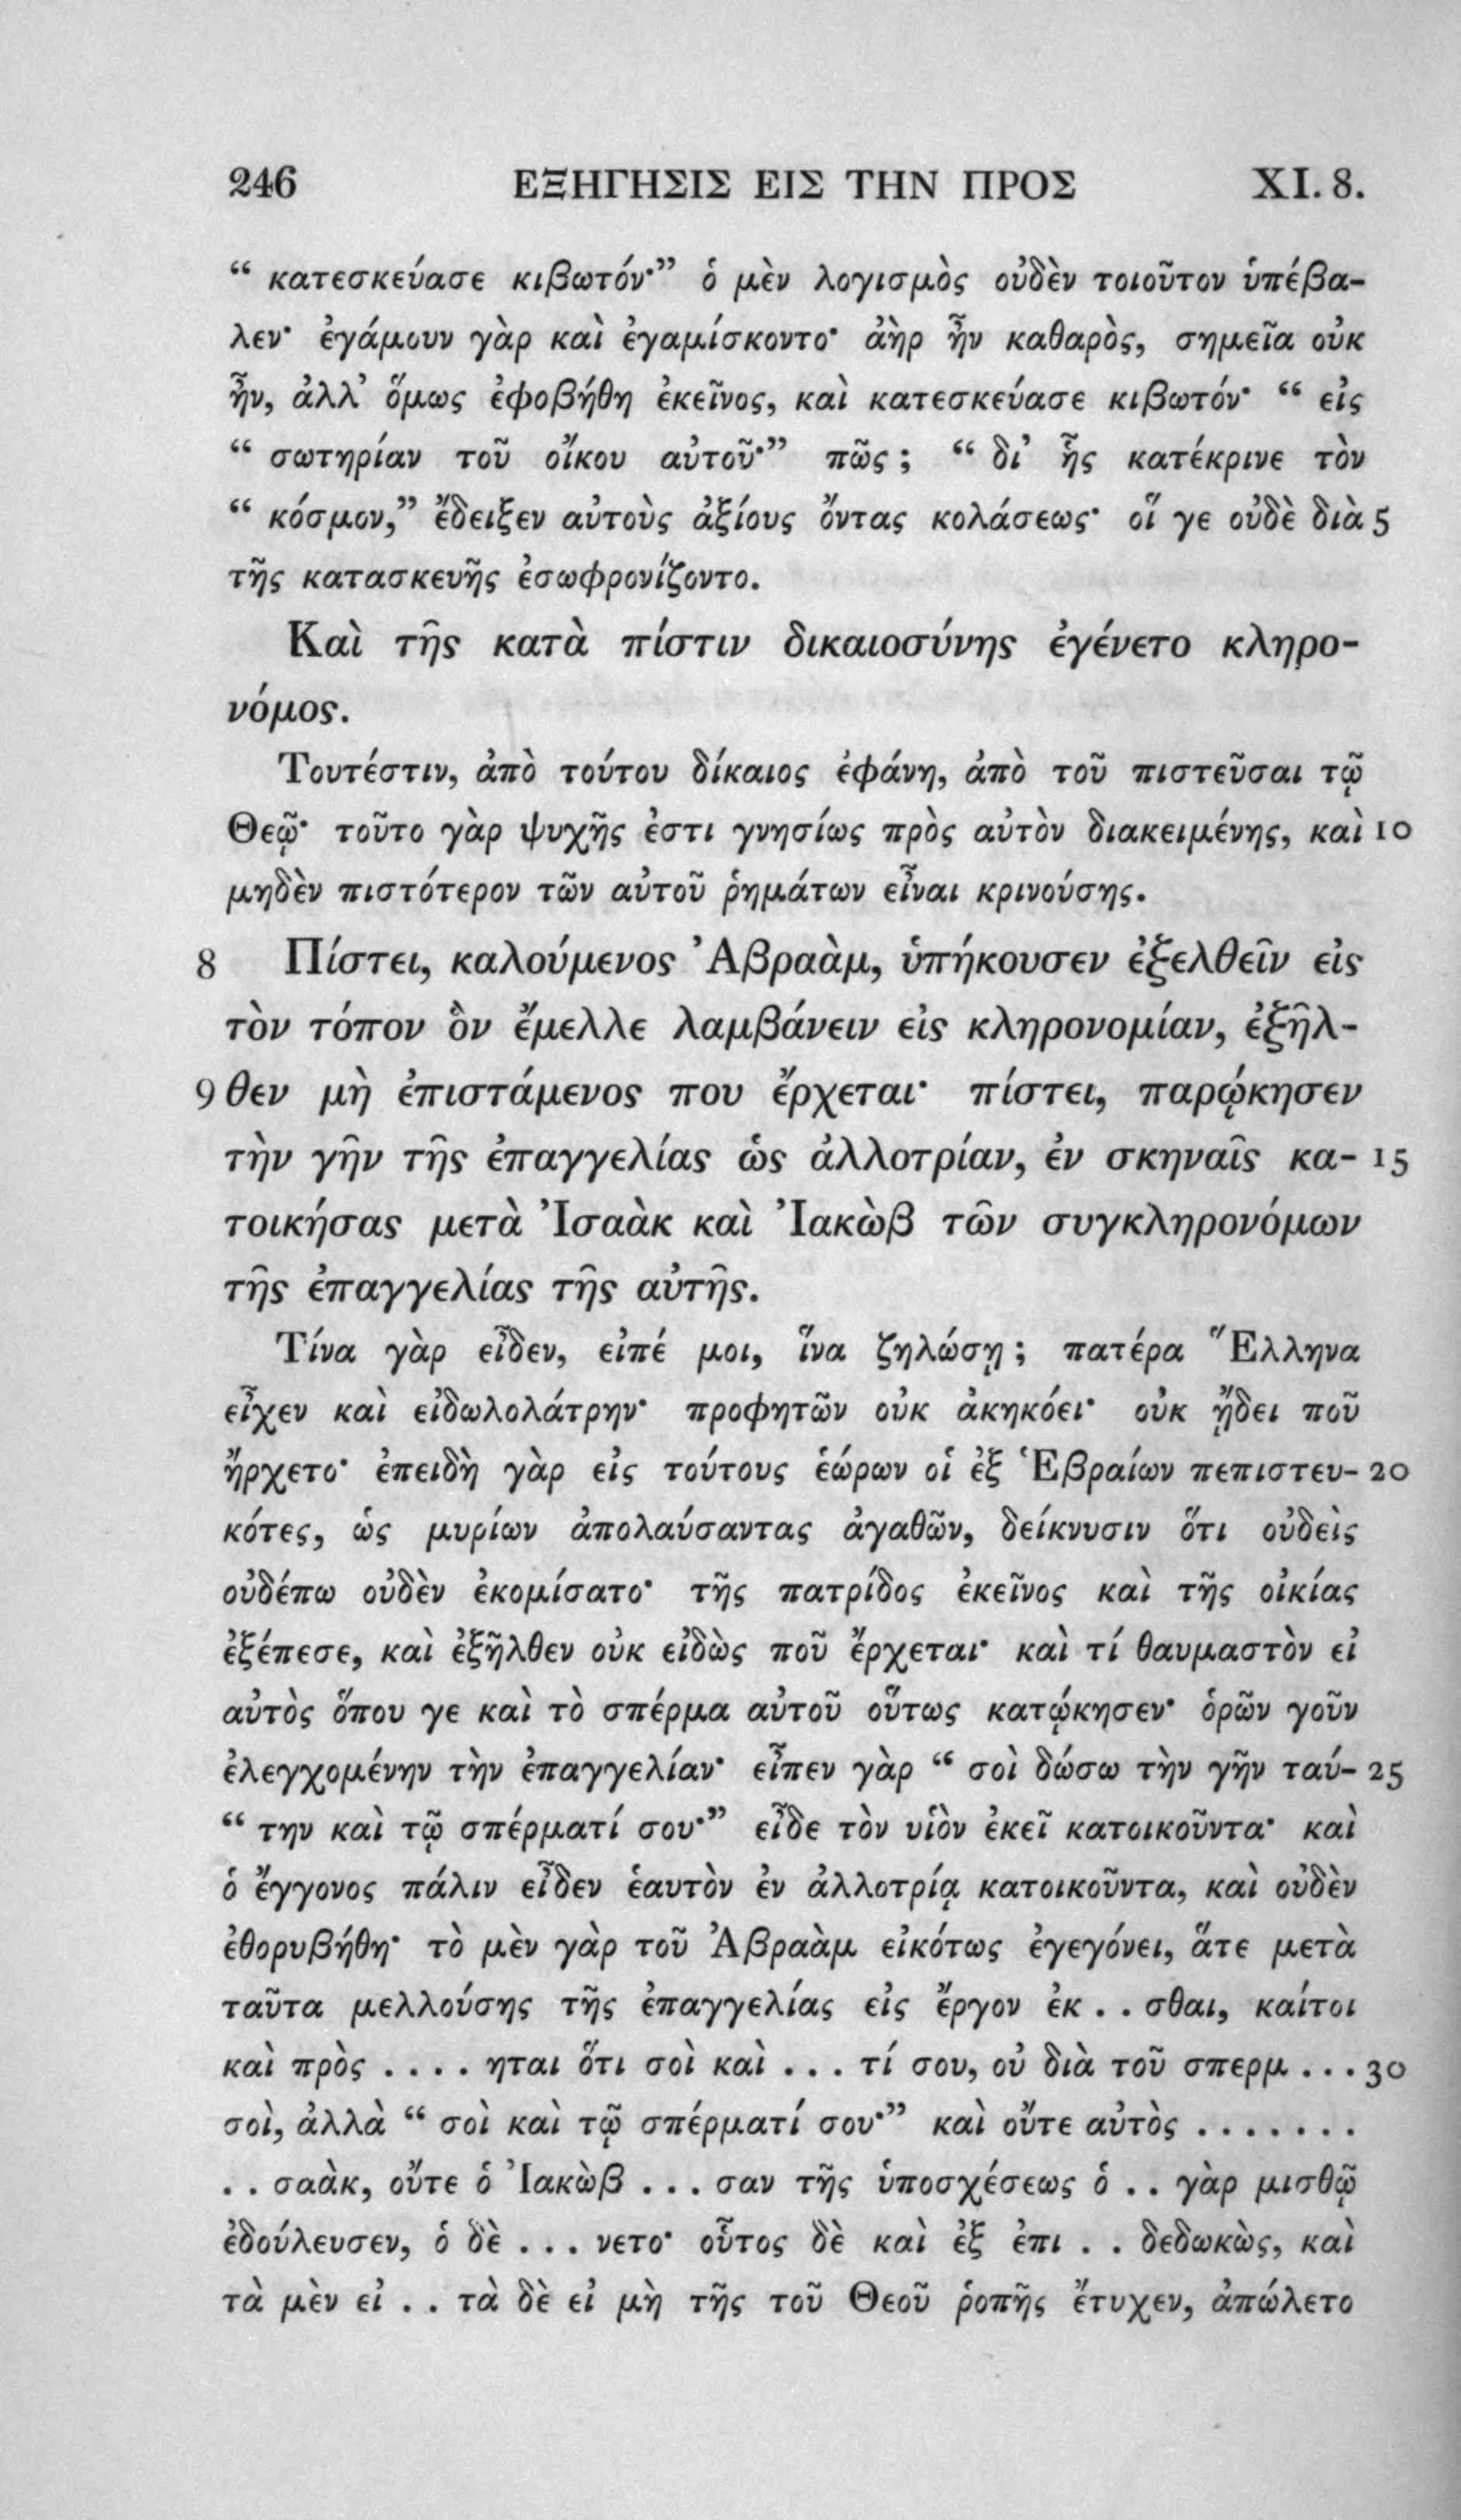 246 ΕΞΗΓΗΣΙΣ ΕΙΣ ΤΗΝ ΠΡΟΣ XI. 8.
“ κατεσκεύασε κιβωτόν·” ὁ μὲν λογισμὸς οὐδὲν τοιοῦτον ὑπέβα-
λεν· ἐγάμουν γὰρ καὶ ἐγαμίσκοντο· ἀὴρ ἦν καθαρὸς, σημεῖα οὐκ
ἦν, ἀλλ’ ὅμως ἐφοβήθη ἐκεῖνος, καὶ κατεσκεύασε κιβωτόν· “ εἰς
“ σωτηρίαν τοῦ οἴκου αὐτοῦ·” πῶς ; “ δι’ ἧς κατέκρινε τὸν
“ κόσμον,” ἔδειξεν αὐτοὺς ἀξίους ὄντας κολάσεως· οἵ γε οὐδὲ διὰ 5
τῆς κατασκευῆς ἐσωφρονίζοντο.
Καὶ τῆς κατὰ πίστιν δικαιοσύνης ἐγένετο κληρο-
νόμος.
Τουτέστιν, ἀπὸ τούτου δίκαιος ἐφάνη, ἀπὸ τοῦ πιστεῦσαι τῷ
Θεῷ· τοῦτο γὰρ ψυχῆς ἐστι γνησίως πρὸς αὐτὸν διακειμένης, καὶ 10
μηδὲν πιστότερον τῶν αὐτοῦ ῥημάτων εἶναι κρινούσης.
8 Πίστει, καλούμενος Ἀβραὰμ, ὑπήκουσεν ἐξελθεῖν εἰς
τὸν τόπον ὃν ἔμελλε λαμβάνειν εἰς κληρονομίαν, ἐξῆλ-
9 θεν μὴ ἐπιστάμενος που ἔρχεται· πίστει, παρῴκησεν
τὴν γῆν τῆς ἐπαγγελίας ὡς ἀλλοτρίαν, ἐν σκηναῖς κα- 15
τοικήσας μετὰ Ἰσαὰκ καὶ Ἰακὼβ τῶν συγκληρονόμων
τῆς ἐπαγγελίας τῆς αὐτῆς.
Τίνα γὰρ εἶδεν, εἰπέ μοι, ἵνα ζηλώσῃ ; πατέρα Ἕλληνα
εἶχεν καὶ εἰδωλολάτρην· προφητῶν οὐκ ἀκηκόει· οὐκ ᾔδει ποῦ
ἤρχετο· ἐπειδὴ γὰρ εἰς τούτους ἑώρων οἱ ἐξ Ἑβραίων πεπιστευ- 20
κότες, ὡς μυρίων ἀπολαύσαντας ἀγαθῶν, δείκνυσιν ὅτι οὐδεὶς
οὐδέπω οὐδὲν ἐκομίσατο· τῆς πατρίδος ἐκεῖνος καὶ τῆς οἰκίας
ἐξέπεσε, καὶ ἐξῆλθεν οὐκ εἰδὼς ποῦ ἔρχεται· καὶ τί θαυμαστὸν εἰ
αὐτὸς ὅπου γε καὶ τὸ σπέρμα αὐτοῦ οὕτως κατῴκησεν· ὁρῶν γοῦν
ἐλεγχομένην τὴν ἐπαγγελίαν· εἶπεν γὰρ “ σοὶ δώσω τὴν γῆν ταύ- 25
“ την καὶ τῷ σπέρματί σου·” εἶδε τὸν υἱὸν ἐκεῖ κατοικοῦντα· καὶ
ὁ ἔγγονος πάλιν εἶδεν ἑαυτὸν ἐν ἀλλοτρίᾳ κατοικοῦντα, καὶ οὐδὲν
ἐθορυβήθη· τὸ μὲν γὰρ τοῦ Ἀβραὰμ εἰκότως ἐγεγόνει, ἅτε μετὰ
ταῦτα μελλούσης τῆς ἐπαγγελίας εἰς ἔργον ἐκ . . σθαι, καίτοι
καὶ πρὸς . . . . ηται ὅτι σοὶ καὶ . . . τί σου, οὐ διὰ τοῦ σπερμ . . . 30
σοὶ, ἀλλὰ “ σοὶ καὶ τῷ σπέρματί σου·” καὶ οὔτε αὐτὸς . . . . . . .
. . σαὰκ, οὔτε ὁ Ἰακὼβ . . . σαν τῆς ὑποσχέσεως ὁ . . γὰρ μισθῷ
ἐδούλευσεν, ὁ δὲ . . . νετο· οὗτος δὲ καὶ ἐξ ἐπι . . δεδωκὼς, καὶ
τὰ μὲν εἰ . . τὰ δὲ εἰ μὴ τῆς τοῦ Θεοῦ ῥοπῆς ἔτυχεν, ἀπώλετο